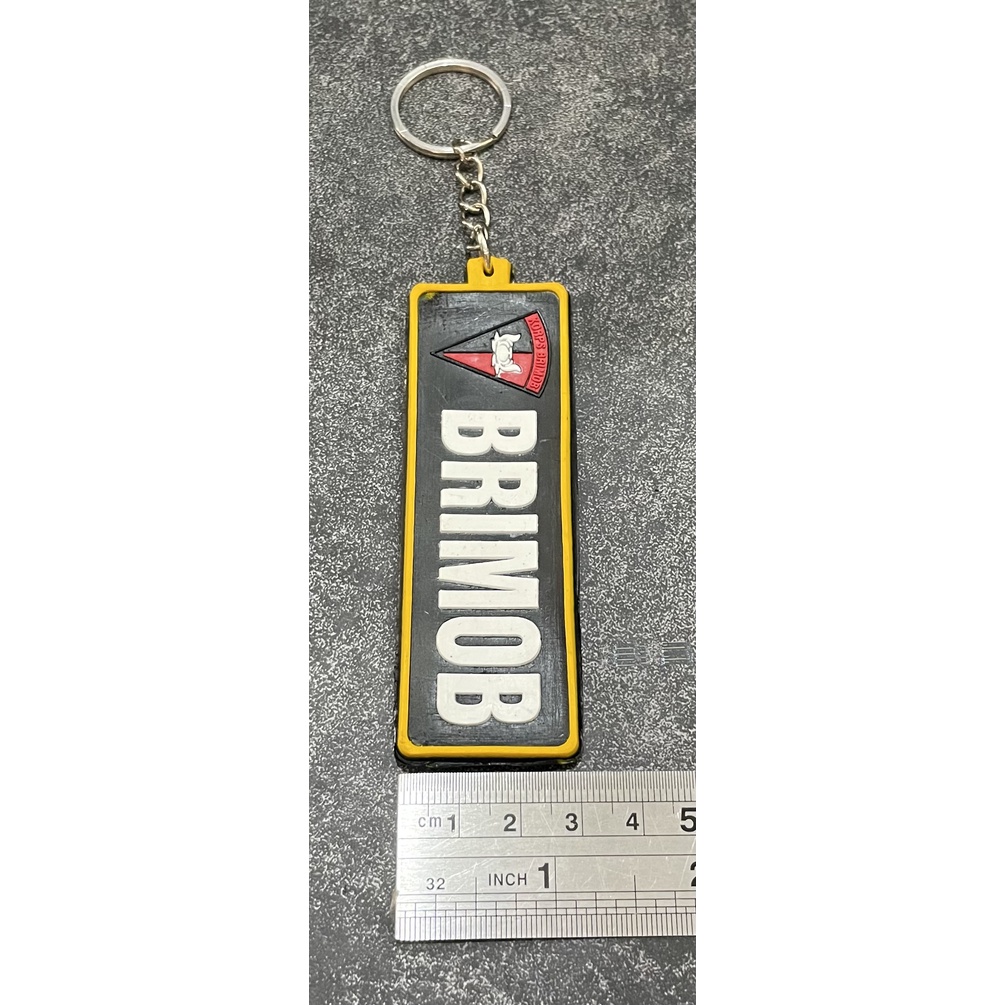 KORPS BRIMOB
BRIMOB
cm 1 2 3 4 5
32 INCH 1 2